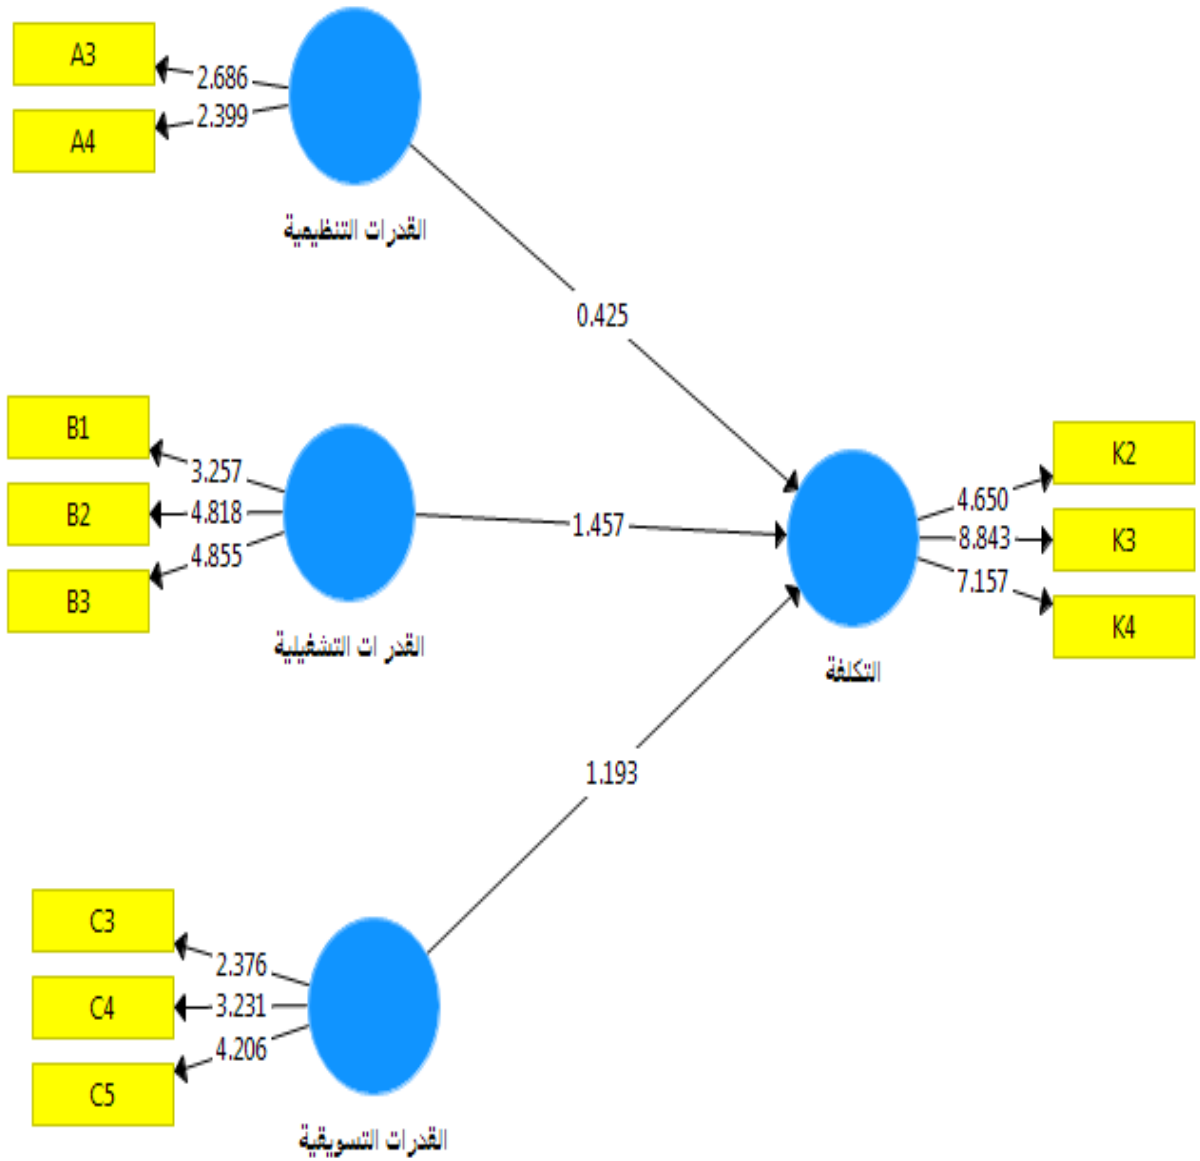 A3
2.686
A4
2.399
القدرات التنظيمية
0.425
B1
3.257
B2
4.818
B3
4.855
القدرات التشغيلية
1.457
K2
4.650
K3
8.843
K4
7.157
التكلفة
1.193
C3
2.376
C4
3.231
C5
4.206
القدرات التسويقية